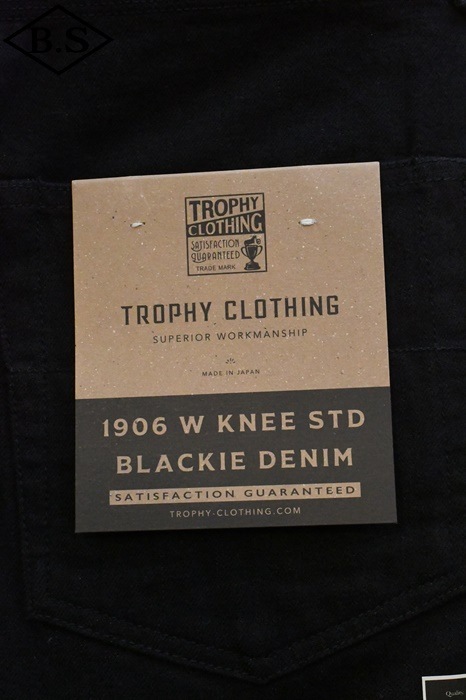 B.S
TROPHY
CLOTHING
SATISFACTION
GUARANTEED
TRADE MARK
TROPHY CLOTHING
SUPERIOR WORKMANSHIP
MADE IN JAPAN
1906 W KNEE STD
BLACKIE DENIM
SATISFACTION GUARANTEED
TROPHY-CLOTHING.COM
Quality